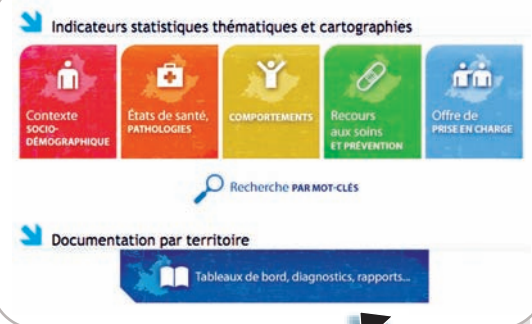 Indicateurs statistiques thématiques et cartographies
Contexte
SOCIO-
DÉMOGRAPHIQUE
États de santé,
PATHOLOGIES
COMPORTEMENTS
Recours
aux soins
ET PRÉVENTION
Offre de
PRISE EN CHARGE
Recherche PAR MOT-CLÉS
Documentation par territoire
Tableaux de bord, diagnostics, rapports...